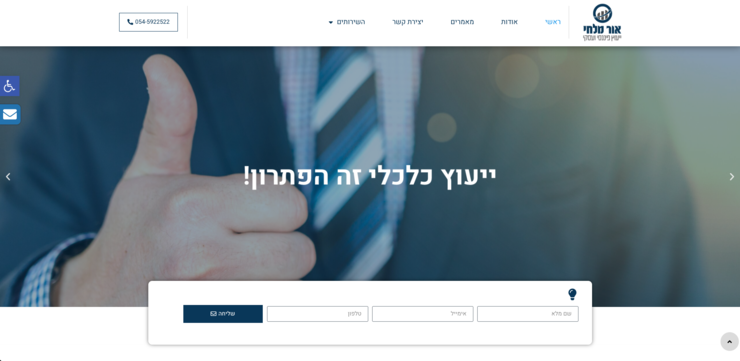 אור מלחי
ייעוץ פיננסי ועסקי
ראשי
אודות
מאמרים
יצירת קשר
השירותים
054-5922522
ייעוץ כלכלי זה הפתרון!
שם מלא
אימייל
טלפון
שליחה